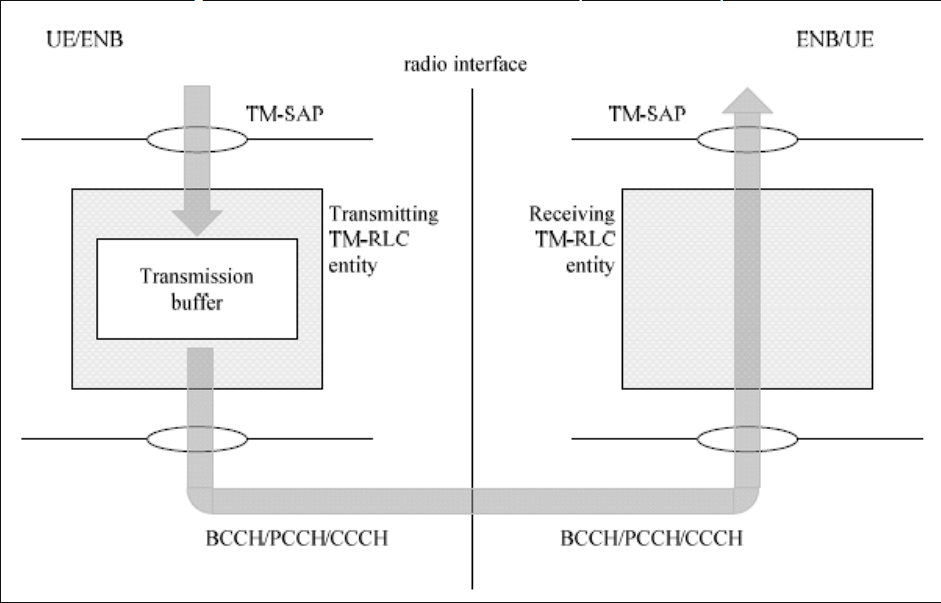 UE/ENB
ENB/UE
radio interface
TM-SAP
TM-SAP
Transmitting
TM-RLC
entity
Receiving
TM-RLC
entity
Transmission
buffer
BCCH/PCCH/CCCH
BCCH/PCCH/CCCH